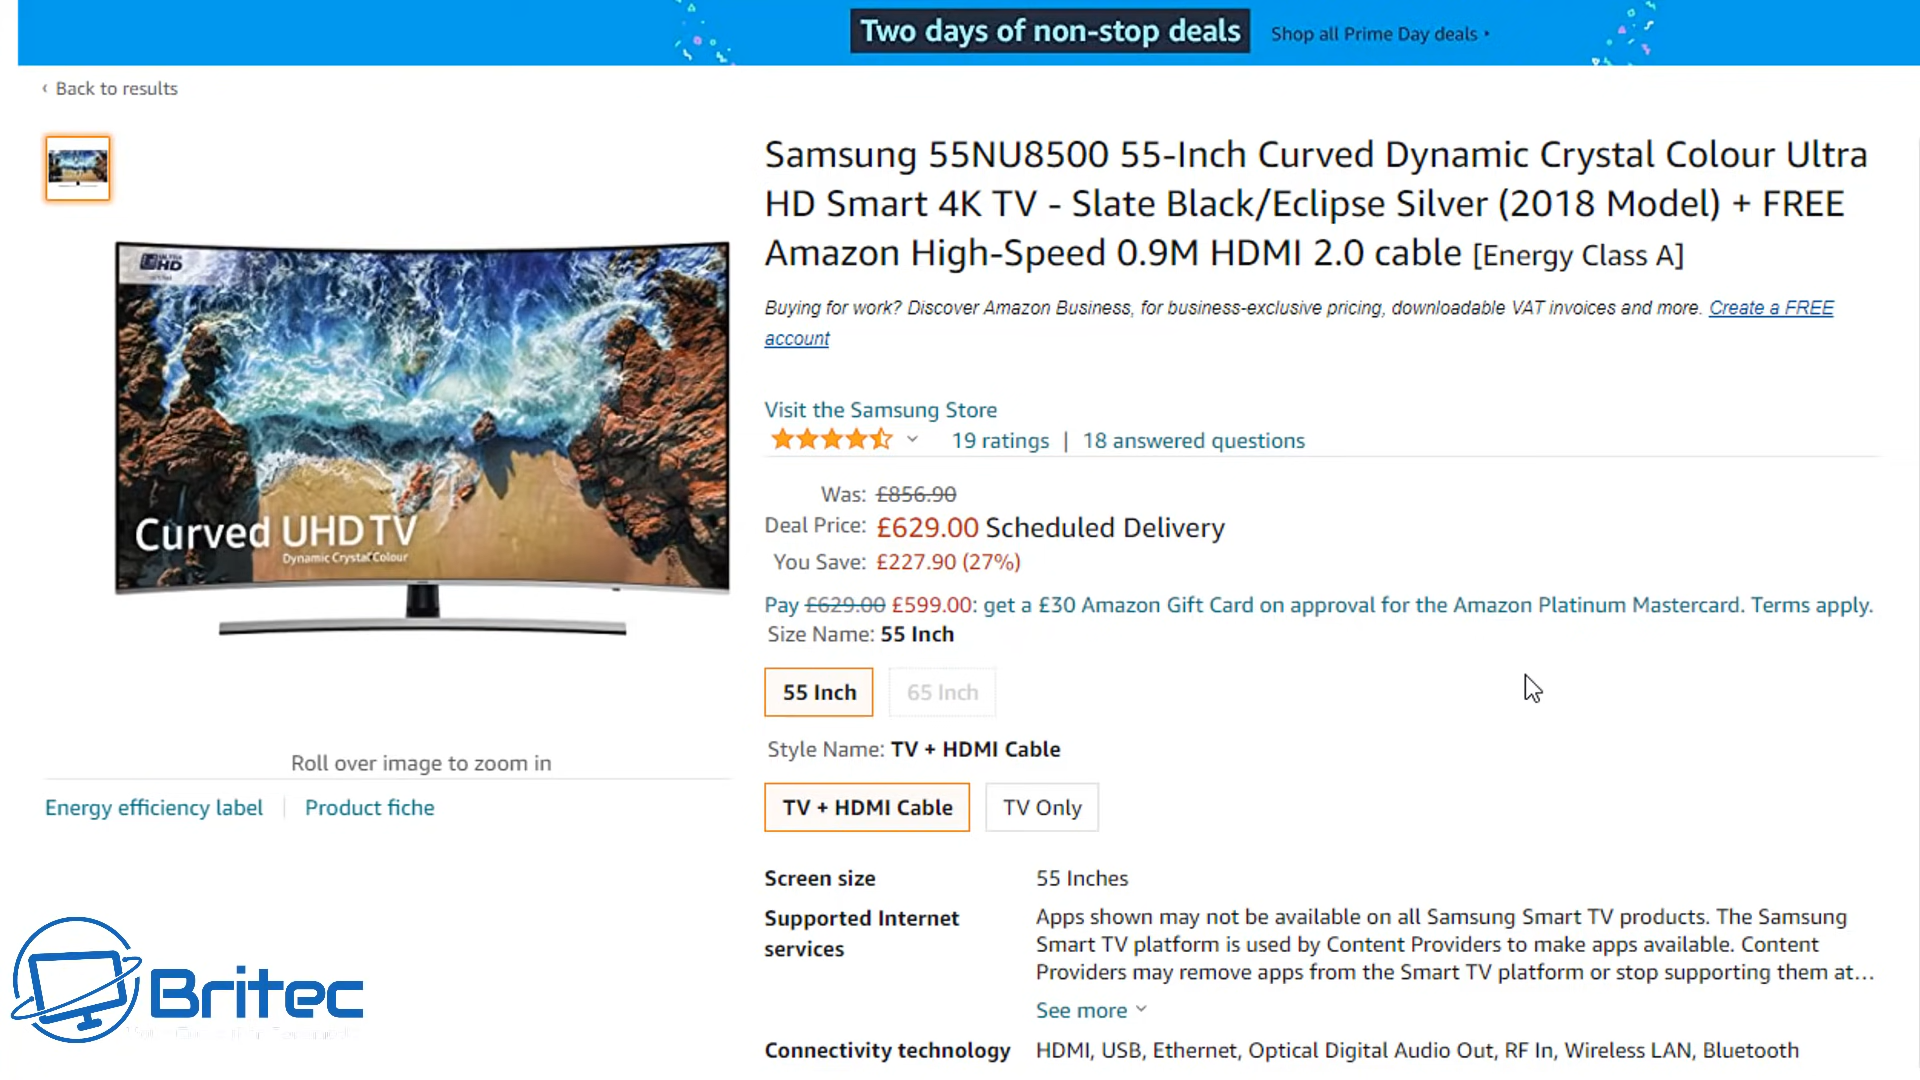 Two days of non-stop deals
Shop all Prime Day deals
Back to results
Samsung 55NU8500 55-Inch Curved Dynamic Crystal Colour Ultra
HD Smart 4K TV - Slate Black/Eclipse Silver (2018 Model) + FREE
Amazon High-Speed 0.9M HDMI 2.0 cable [Energy Class A]
Buying for work? Discover Amazon Business, for business-exclusive pricing, downloadable VAT invoices and more. Create a FREE
account
Visit the Samsung Store
19 ratings | 18 answered questions
Was: £856.90
Deal Price: £629.00 Scheduled Delivery
You Save: £227.90 (27%)
Pay £629.00 £599.00: get a £30 Amazon Gift Card on approval for the Amazon Platinum Mastercard. Terms apply.
Size Name: 55 Inch
55 Inch 65 Inch
Style Name: TV + HDMI Cable
TV + HDMI Cable TV Only
Screen size 55 Inches
Supported Internet services
Apps shown may not be available on all Samsung Smart TV products. The Samsung
Smart TV platform is used by Content Providers to make apps available. Content
Providers may remove apps from the Smart TV platform or stop supporting them at…
See more
Connectivity technology HDMI, USB, Ethernet, Optical Digital Audio Out, RF In, Wireless LAN, Bluetooth
ULTRA
HD
Curved UHD TV
Dynamic Crystal Colour
Roll over image to zoom in
Energy efficiency label | Product fiche
Britec